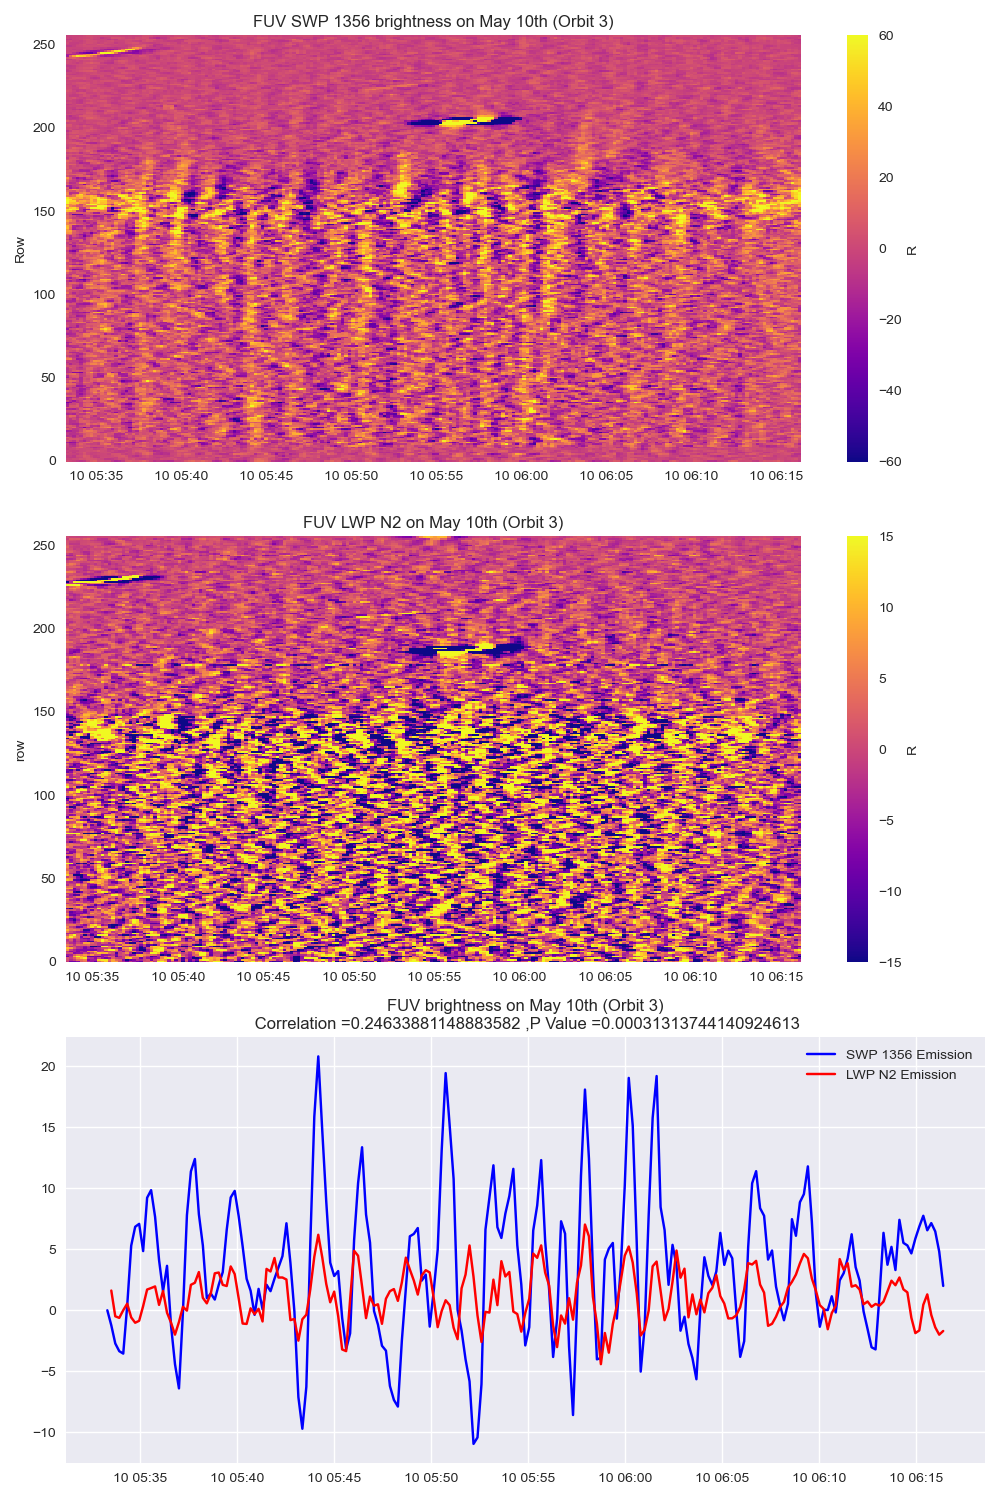 FUV SWP 1356 brightness on May 10th (Orbit 3)
250
200
150
100
50
0
Row
10 05:35 10 05:40 10 05:45 10 05:50 10 05:55 10 06:00 10 06:05 10 06:10 10 06:15
60
40
20
0
−20
−40
−60
R
FUV LWP N2 on May 10th (Orbit 3)
250
200
150
100
50
0
row
10 05:35 10 05:40 10 05:45 10 05:50 10 05:55 10 06:00 10 06:05 10 06:10 10 06:15
15
10
5
0
−5
−10
−15
R
FUV brightness on May 10th (Orbit 3)
Correlation =0.24633881148883582 ,P Value =0.00031313744140924613
20
15
10
5
0
−5
−10
SWP 1356 Emission
LWP N2 Emission
10 05:35 10 05:40 10 05:45 10 05:50 10 05:55 10 06:00 10 06:05 10 06:10 10 06:15